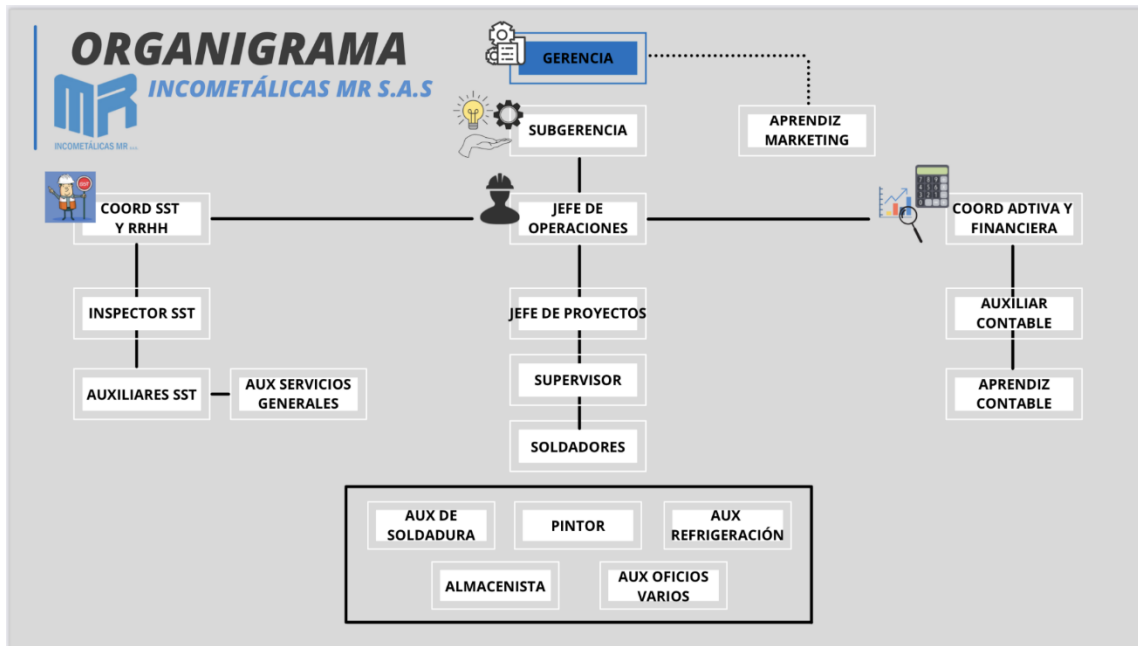 ORGANIGRAMA
INCOMETÁLICAS MR S.A.S
MR
INCOMETÁLICAS MR S.A.S.
GERENCIA
SUBGERENCIA
APRENDIZ
MARKETING
STOP
COORD SST
Y RRHH
JEFE DE
OPERACIONES
COORD ADTIVA Y
FINANCIERA
INSPECTOR SST
JEFE DE PROYECTOS
AUXILIAR
CONTABLE
AUXILIARES SST
AUX SERVICIOS
GENERALES
SUPERVISOR
APRENDIZ
CONTABLE
SOLDADORES
AUX DE
SOLDADURA
PINTOR
AUX
REFRIGERACIÓN
ALMACENISTA
AUX OFICIOS
VARIOS